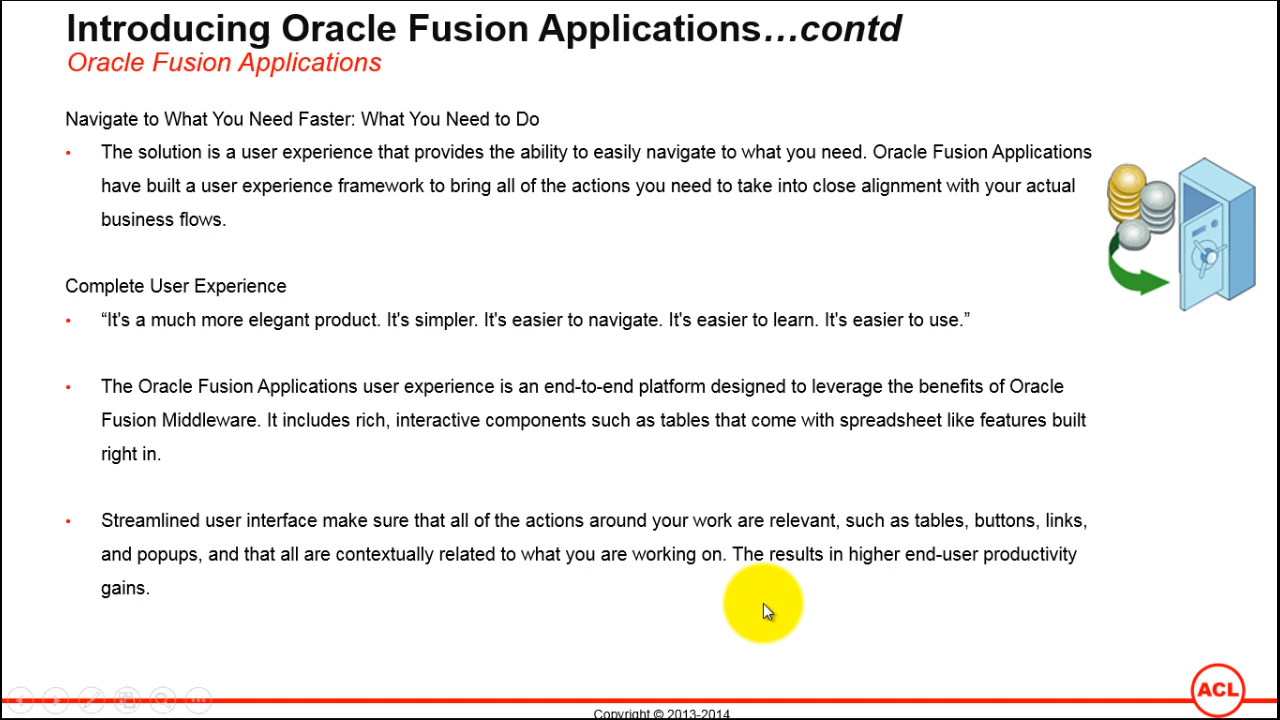 Introducing Oracle Fusion Applications…contd
Oracle Fusion Applications
Navigate to What You Need Faster: What You Need to Do
• The solution is a user experience that provides the ability to easily navigate to what you need. Oracle Fusion Applications
have built a user experience framework to bring all of the actions you need to take into close alignment with your actual
business flows.
Complete User Experience
• “It's a much more elegant product. It's simpler. It's easier to navigate. It's easier to learn. It's easier to use.”
• The Oracle Fusion Applications user experience is an end-to-end platform designed to leverage the benefits of Oracle
Fusion Middleware. It includes rich, interactive components such as tables that come with spreadsheet like features built
right in.
• Streamlined user interface make sure that all of the actions around your work are relevant, such as tables, buttons, links,
and popups, and that all are contextually related to what you are working on. The results in higher end-user productivity
gains.
ACL
Copyright © 2013-2014